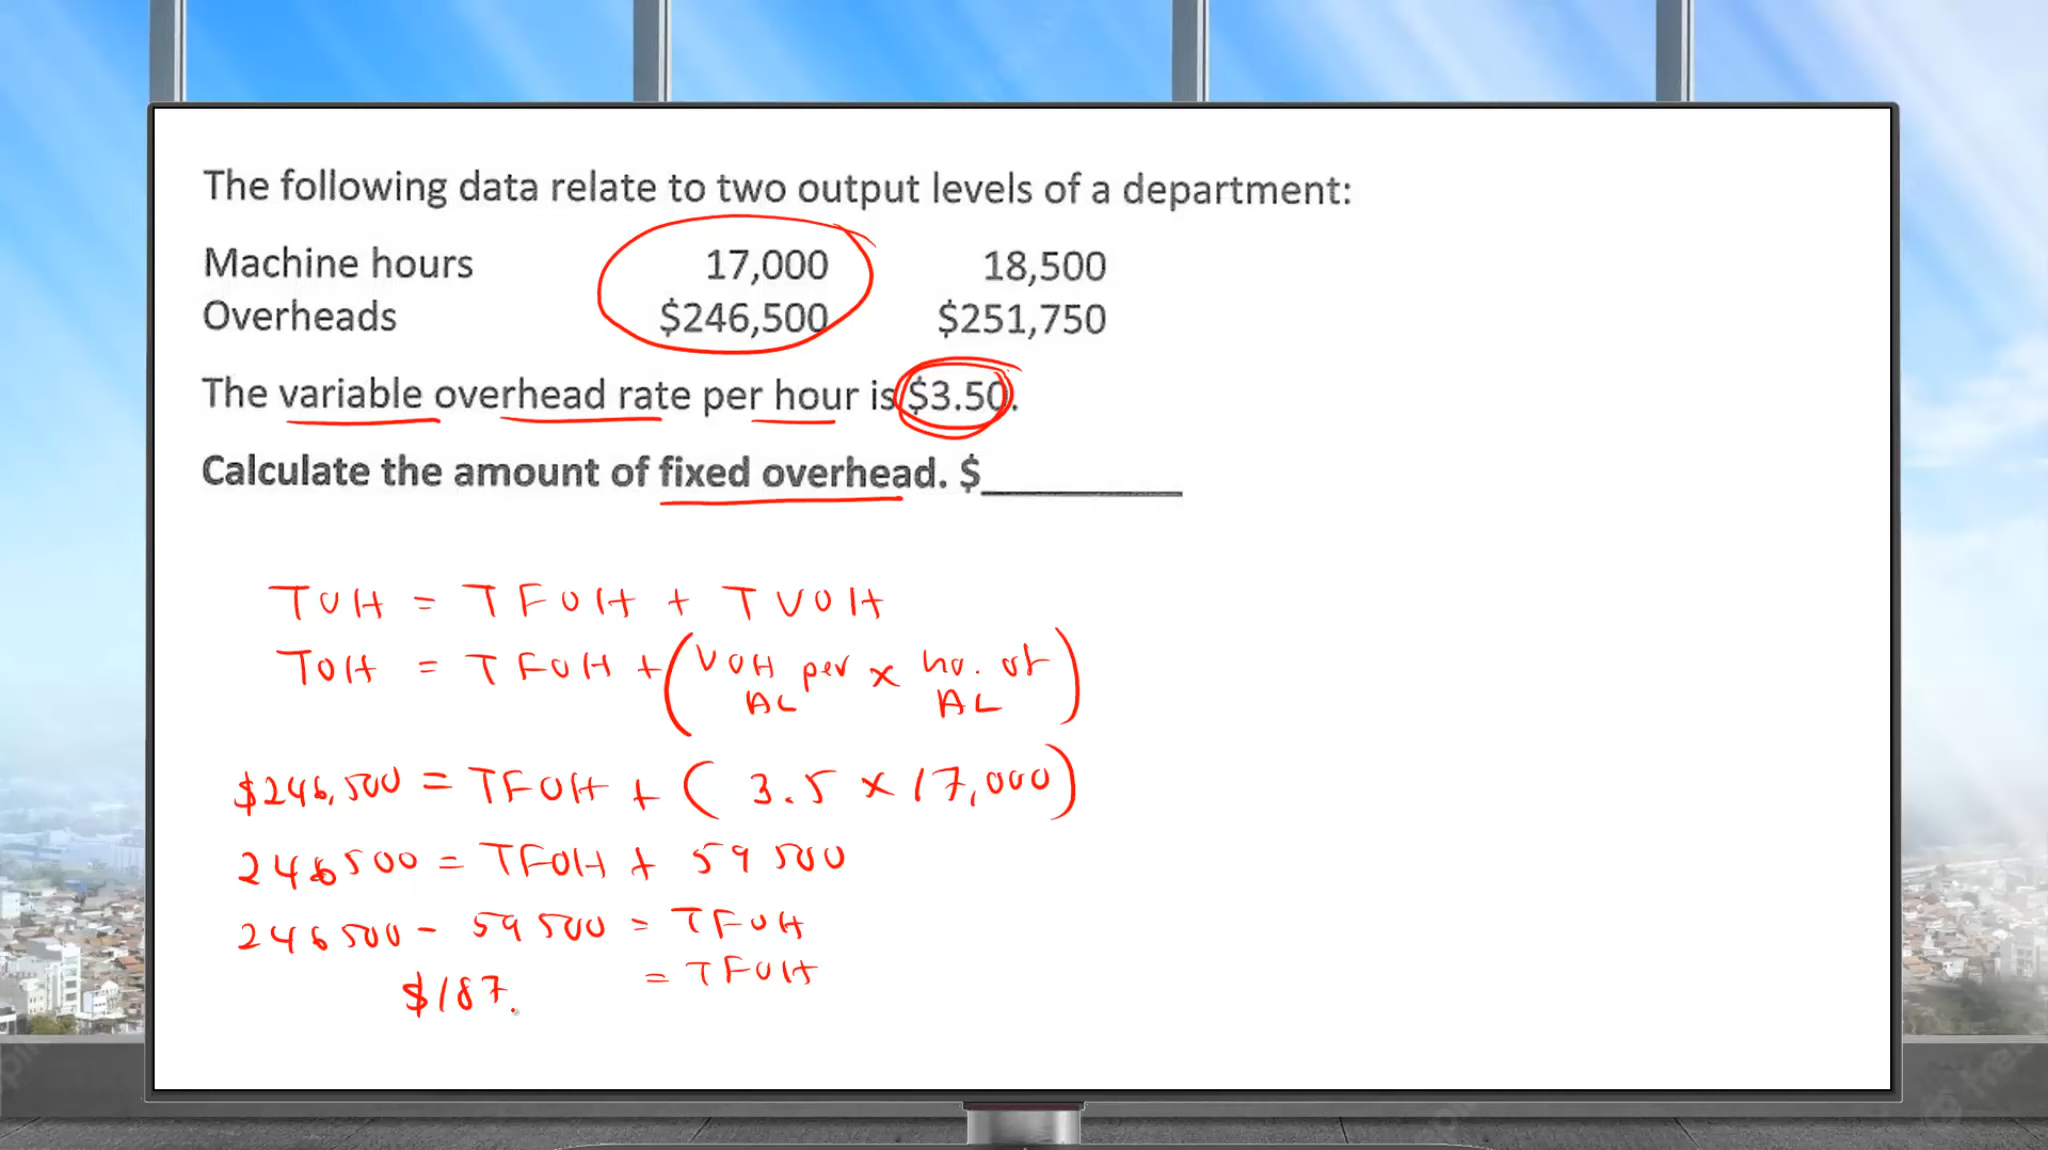 The following data relate to two output levels of a department:
Machine hours 17,000 18,500
Overheads $246,500 $251,750
The variable overhead rate per hour is $3.50.
Calculate the amount of fixed overhead. $__________
TOH = TFOH + TVOH
TOH = TFOH + (VOH per AL x no. of AL)
$246,500 = TFOH + ( 3.5 x 17,000)
246500 = TFOH + 59500
246500 - 59500 = TFOH
$187. = TFOH